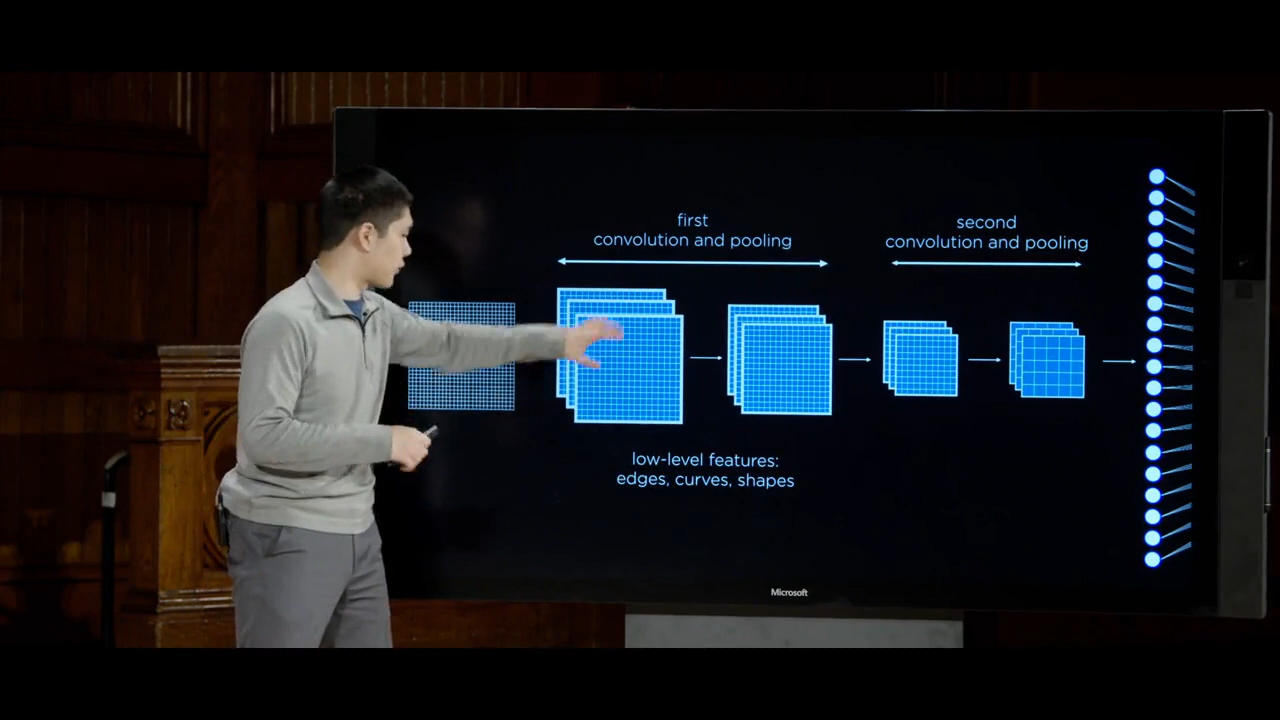 first
convolution and pooling
second
convolution and pooling
low-level features:
edges, curves, shapes
Microsoft